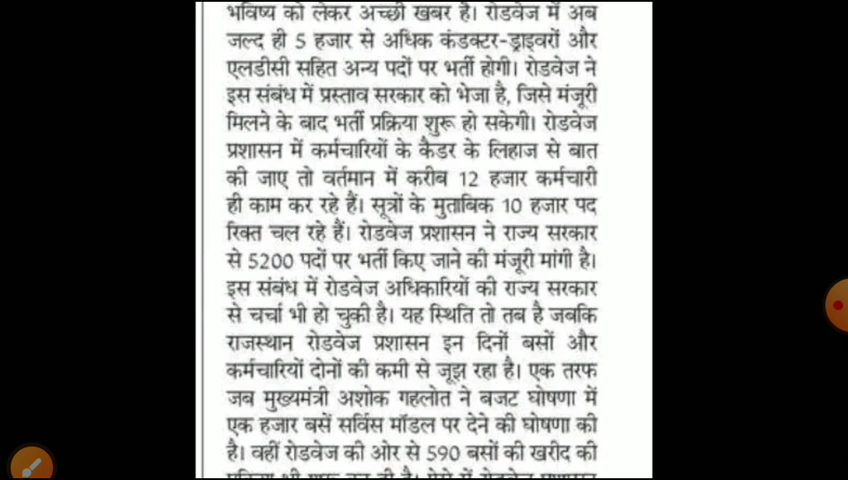 भविष्य को लेकर अच्छी खबर है। रोडवेज में अब
जल्द ही 5 हजार से अधिक कंडक्टर-ड्राइवरों और
एलडीसी सहित अन्य पदों पर भर्ती होगी। रोडवेज ने
इस संबंध में प्रस्ताव सरकार को भेजा है, जिसे मंजूरी
मिलने के बाद भर्ती प्रक्रिया शुरू हो सकेगी। रोडवेज
प्रशासन में कर्मचारियों के कैडर के लिहाज से बात
की जाए तो वर्तमान में करीब 12 हजार कर्मचारी
ही काम कर रहे हैं। सूत्रों के मुताबिक 10 हजार पद
रिक्त चल रहे हैं। रोडवेज प्रशासन ने राज्य सरकार
से 5200 पदों पर भर्ती किए जाने की मंजूरी मांगी है।
इस संबंध में रोडवेज अधिकारियों की राज्य सरकार
से चर्चा भी हो चुकी है। यह स्थिति तो तब है जबकि
राजस्थान रोडवेज प्रशासन इन दिनों बसों और
कर्मचारियों दोनों की कमी से जूझ रहा है। एक तरफ
जब मुख्यमंत्री अशोक गहलोत ने बजट घोषणा में
एक हजार बसें सर्विस मॉडल पर देने की घोषणा की
है। वहीं रोडवेज की ओर से 590 बसों की खरीद की